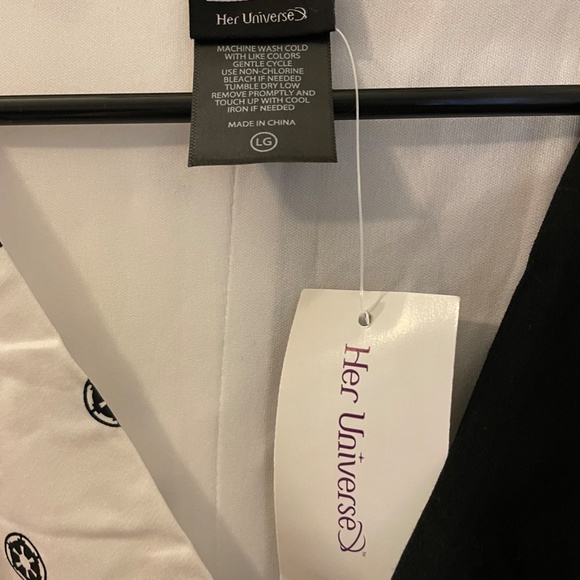 Her Universe
MACHINE WASH COLD
WITH LIKE COLORS
GENTLE CYCLE
USE NON-CHLORINE
BLEACH IF NEEDED
TUMBLE DRY LOW
REMOVE PROMPTLY AND
TOUCH UP WITH COOL
IRON IF NEEDED
MADE IN CHINA
LG
Her Universe™